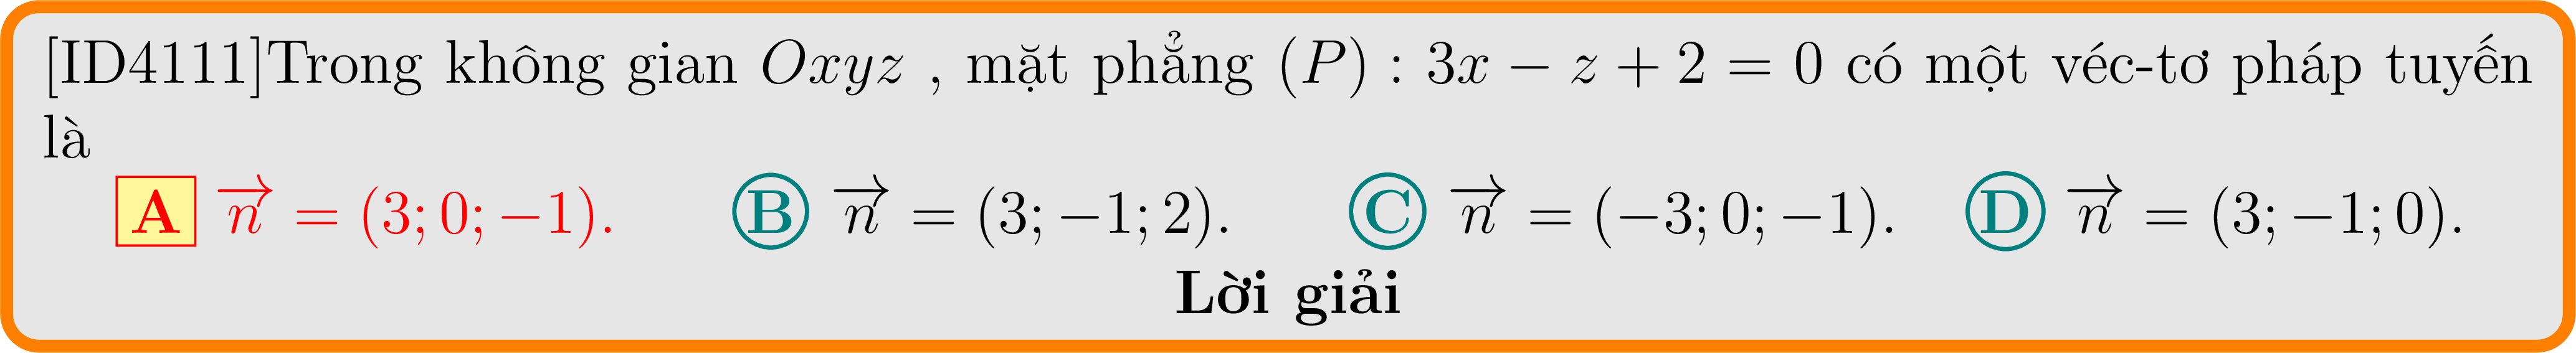 [ID4111]Trong không gian Oxyz , mặt phẳng (P) : 3x − z + 2 = 0 có một véc-tơ pháp tuyến
là
A $\overrightarrow{n}$ = (3; 0; −1). B $\overrightarrow{n}$ = (3; −1; 2). C $\overrightarrow{n}$ = (−3; 0; −1). D $\overrightarrow{n}$ = (3; −1; 0).
Lời giải